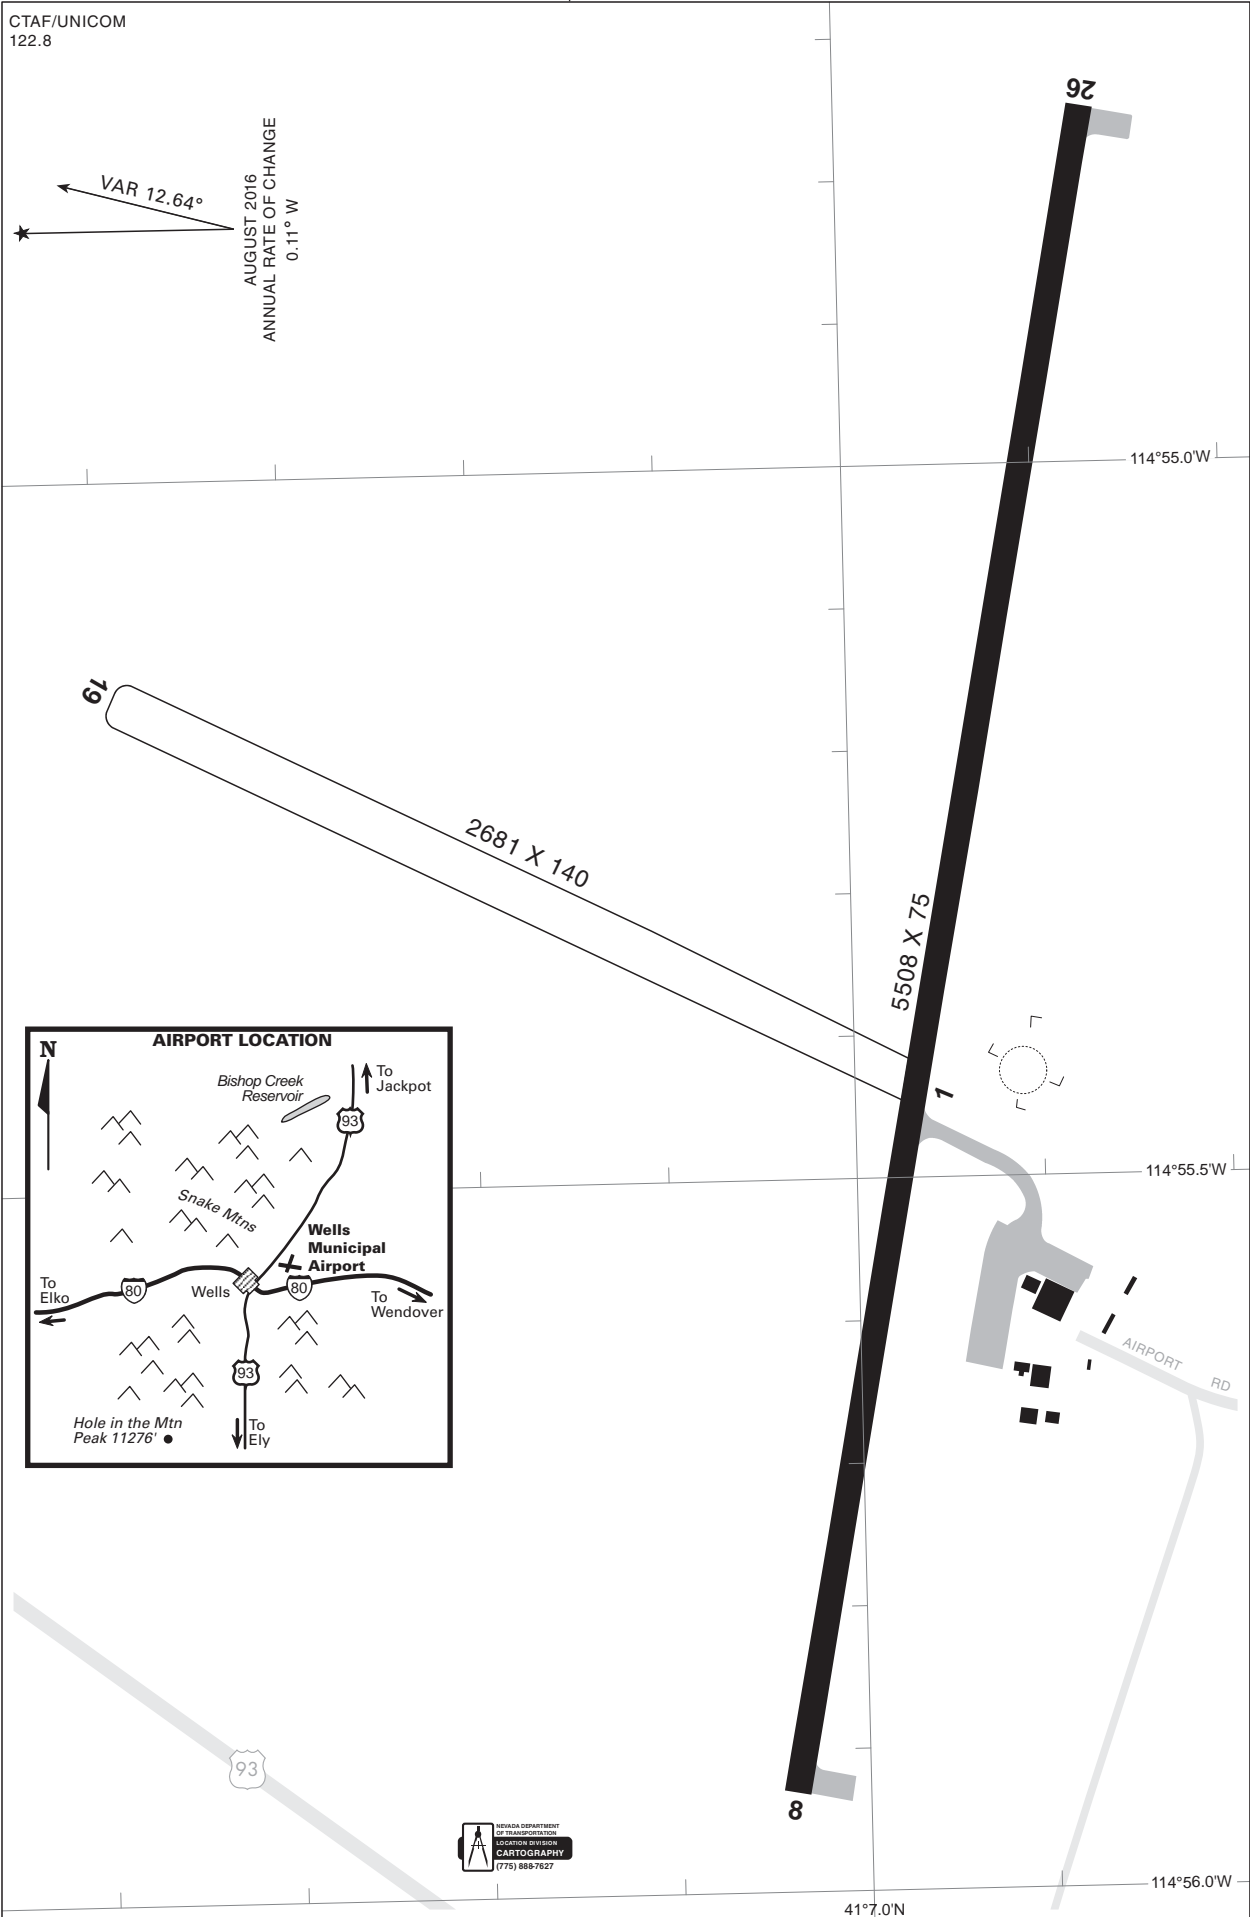 CTAF/UNICOM
122.8
26
VAR 12.64°
AUGUST 2016
ANNUAL RATE OF CHANGE
0.11° W
114°55.0'W
19
2681 X 140
5508 X 75
1
114°55.5'W
AIRPORT LOCATION
N
To
Jackpot
Bishop Creek
Reservoir
93
Snake Mtns
Wells
Municipal
Airport
To
Elko
80
Wells
80
To
Wendover
93
Hole in the Mtn
Peak 11276'
To
Ely
AIRPORT RD
93
8
NEVADA DEPARTMENT
OF TRANSPORTATION
LOCATION DIVISION
CARTOGRAPHY
(775) 888-7627
114°56.0'W
41°7.0'N